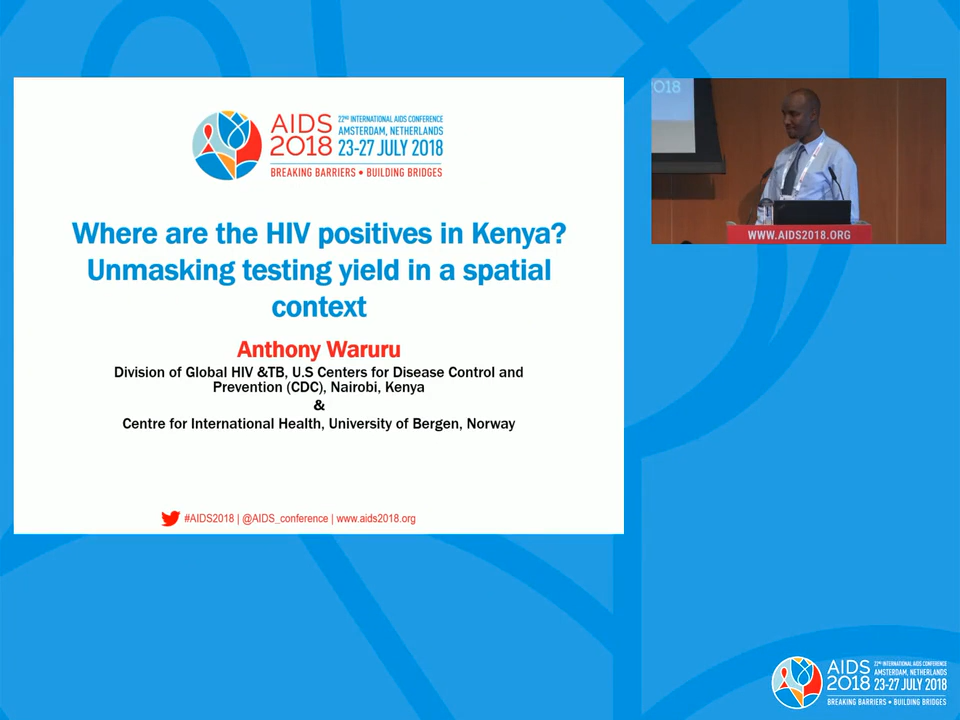 AIDS 2018
22ND INTERNATIONAL AIDS CONFERENCE
AMSTERDAM, NETHERLANDS
23-27 JULY 2018
BREAKING BARRIERS • BUILDING BRIDGES
Where are the HIV positives in Kenya?
Unmasking testing yield in a spatial
context
Anthony Waruru
Division of Global HIV &TB, U.S Centers for Disease Control and
Prevention (CDC), Nairobi, Kenya
&
Centre for International Health, University of Bergen, Norway
#AIDS2018 | @AIDS_conference | www.aids2018.org
2018
WWW.AIDS2018.ORG
AIDS 2018
22ND INTERNATIONAL AIDS CONFERENCE
AMSTERDAM, NETHERLANDS
23-27 JULY 2018
BREAKING BARRIERS • BUILDING BRIDGES